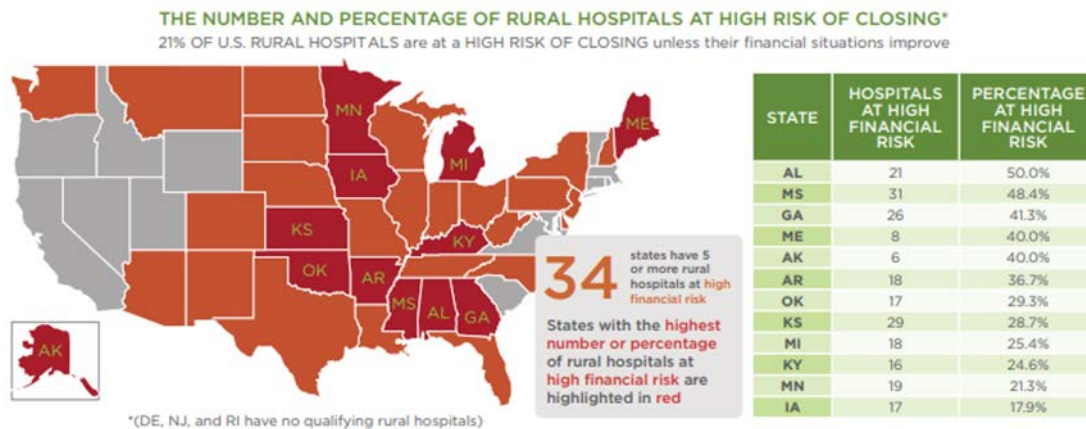 THE NUMBER AND PERCENTAGE OF RURAL HOSPITALS AT HIGH RISK OF CLOSING*
21% OF U.S. RURAL HOSPITALS are at a HIGH RISK OF CLOSING unless their financial situations improve
MN
ME
IA
MI
KS
KY
OK
AR
MS
AL
GA
AK
34
states have 5
or more rural
hospitals at high
financial risk
States with the highest
number or percentage
of rural hospitals at
high financial risk are
highlighted in red
*(DE, NJ, and RI have no qualifying rural hospitals)
STATE HOSPITALS AT HIGH FINANCIAL RISK PERCENTAGE AT HIGH FINANCIAL RISK
AL 21 50.0%
MS 31 48.4%
GA 26 41.3%
ME 8 40.0%
AK 6 40.0%
AR 18 36.7%
OK 17 29.3%
KS 29 28.7%
MI 18 25.4%
KY 16 24.6%
MN 19 21.3%
IA 17 17.9%